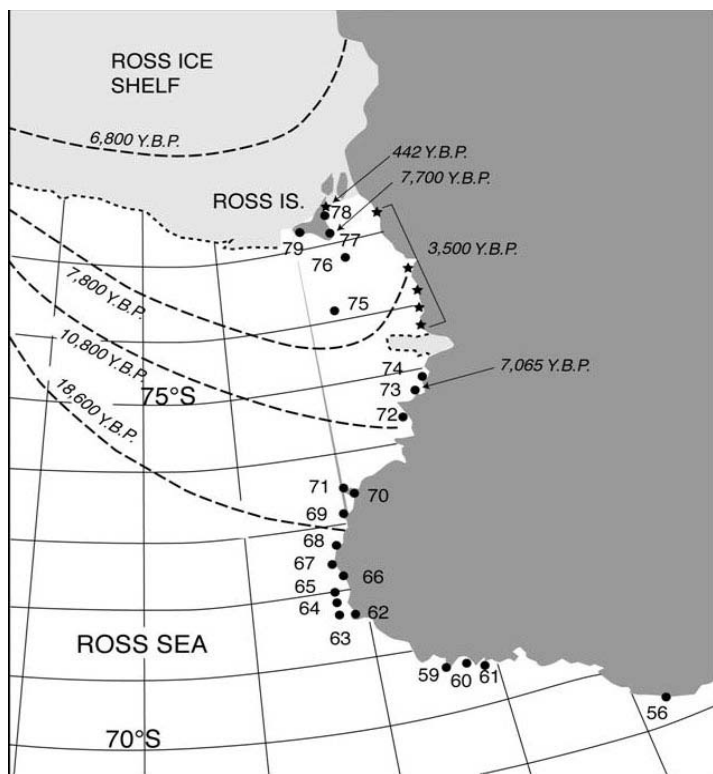 ROSS ICE
SHELF
6,800 Y.B.P.
442 Y.B.P.
7,700 Y.B.P.
ROSS IS.
78
79
77
3,500 Y.B.P.
76
7,800 Y.B.P.
75
10,800 Y.B.P.
74
7,065 Y.B.P.
73
75°S
18,600 Y.B.P.
72
71
70
69
68
67
66
65
64
62
63
ROSS SEA
59
60
61
56
70°S